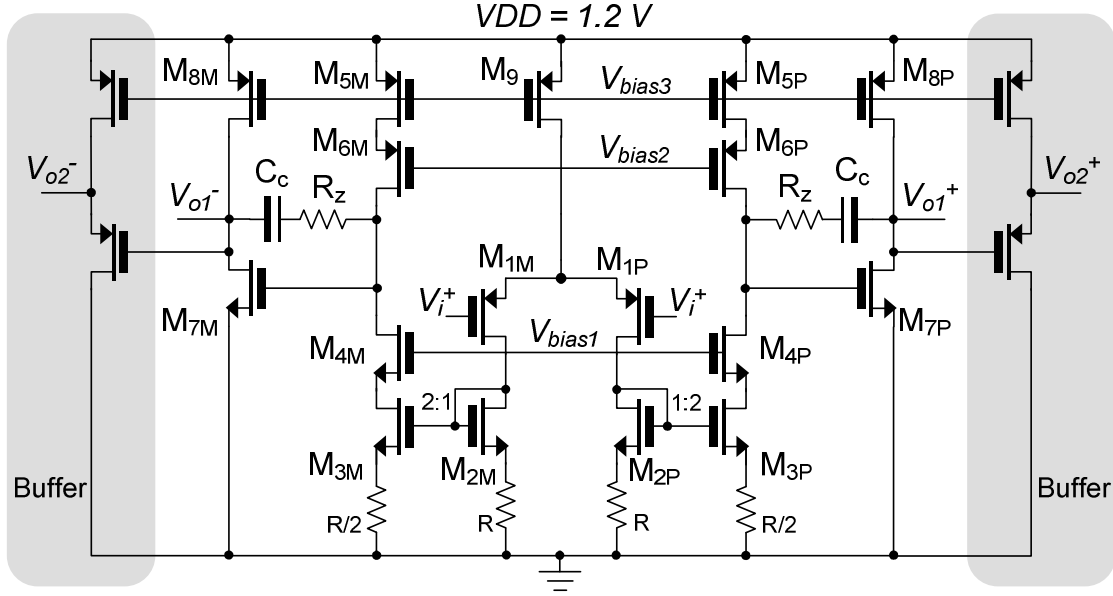 VDD = 1.2 V
M8M
M5M
M9
Vbias3
M5P
M8P
M6M
Vbias2
M6P
Vo2-
Cc
Rz
Rz
Cc
Vo2+
Vo1-
Vo1+
M1M
M1P
Vi+
Vi+
M7M
Vbias1
M7P
M4M
M4P
2:1
1:2
M3M
M2M
M2P
M3P
Buffer
Buffer
R/2
R
R
R/2